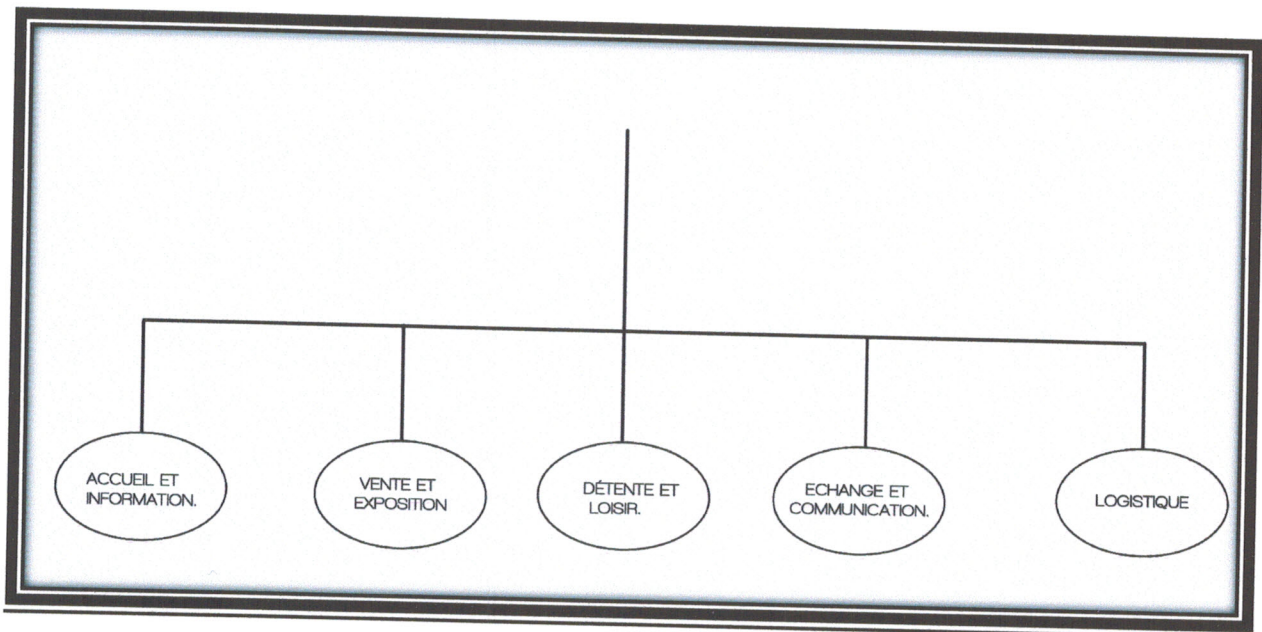 ACCUEIL ET
INFORMATION.
VENTE ET
EXPOSITION
DÉTENTE ET
LOISIR.
ECHANGE ET
COMMUNICATION.
LOGISTIQUE